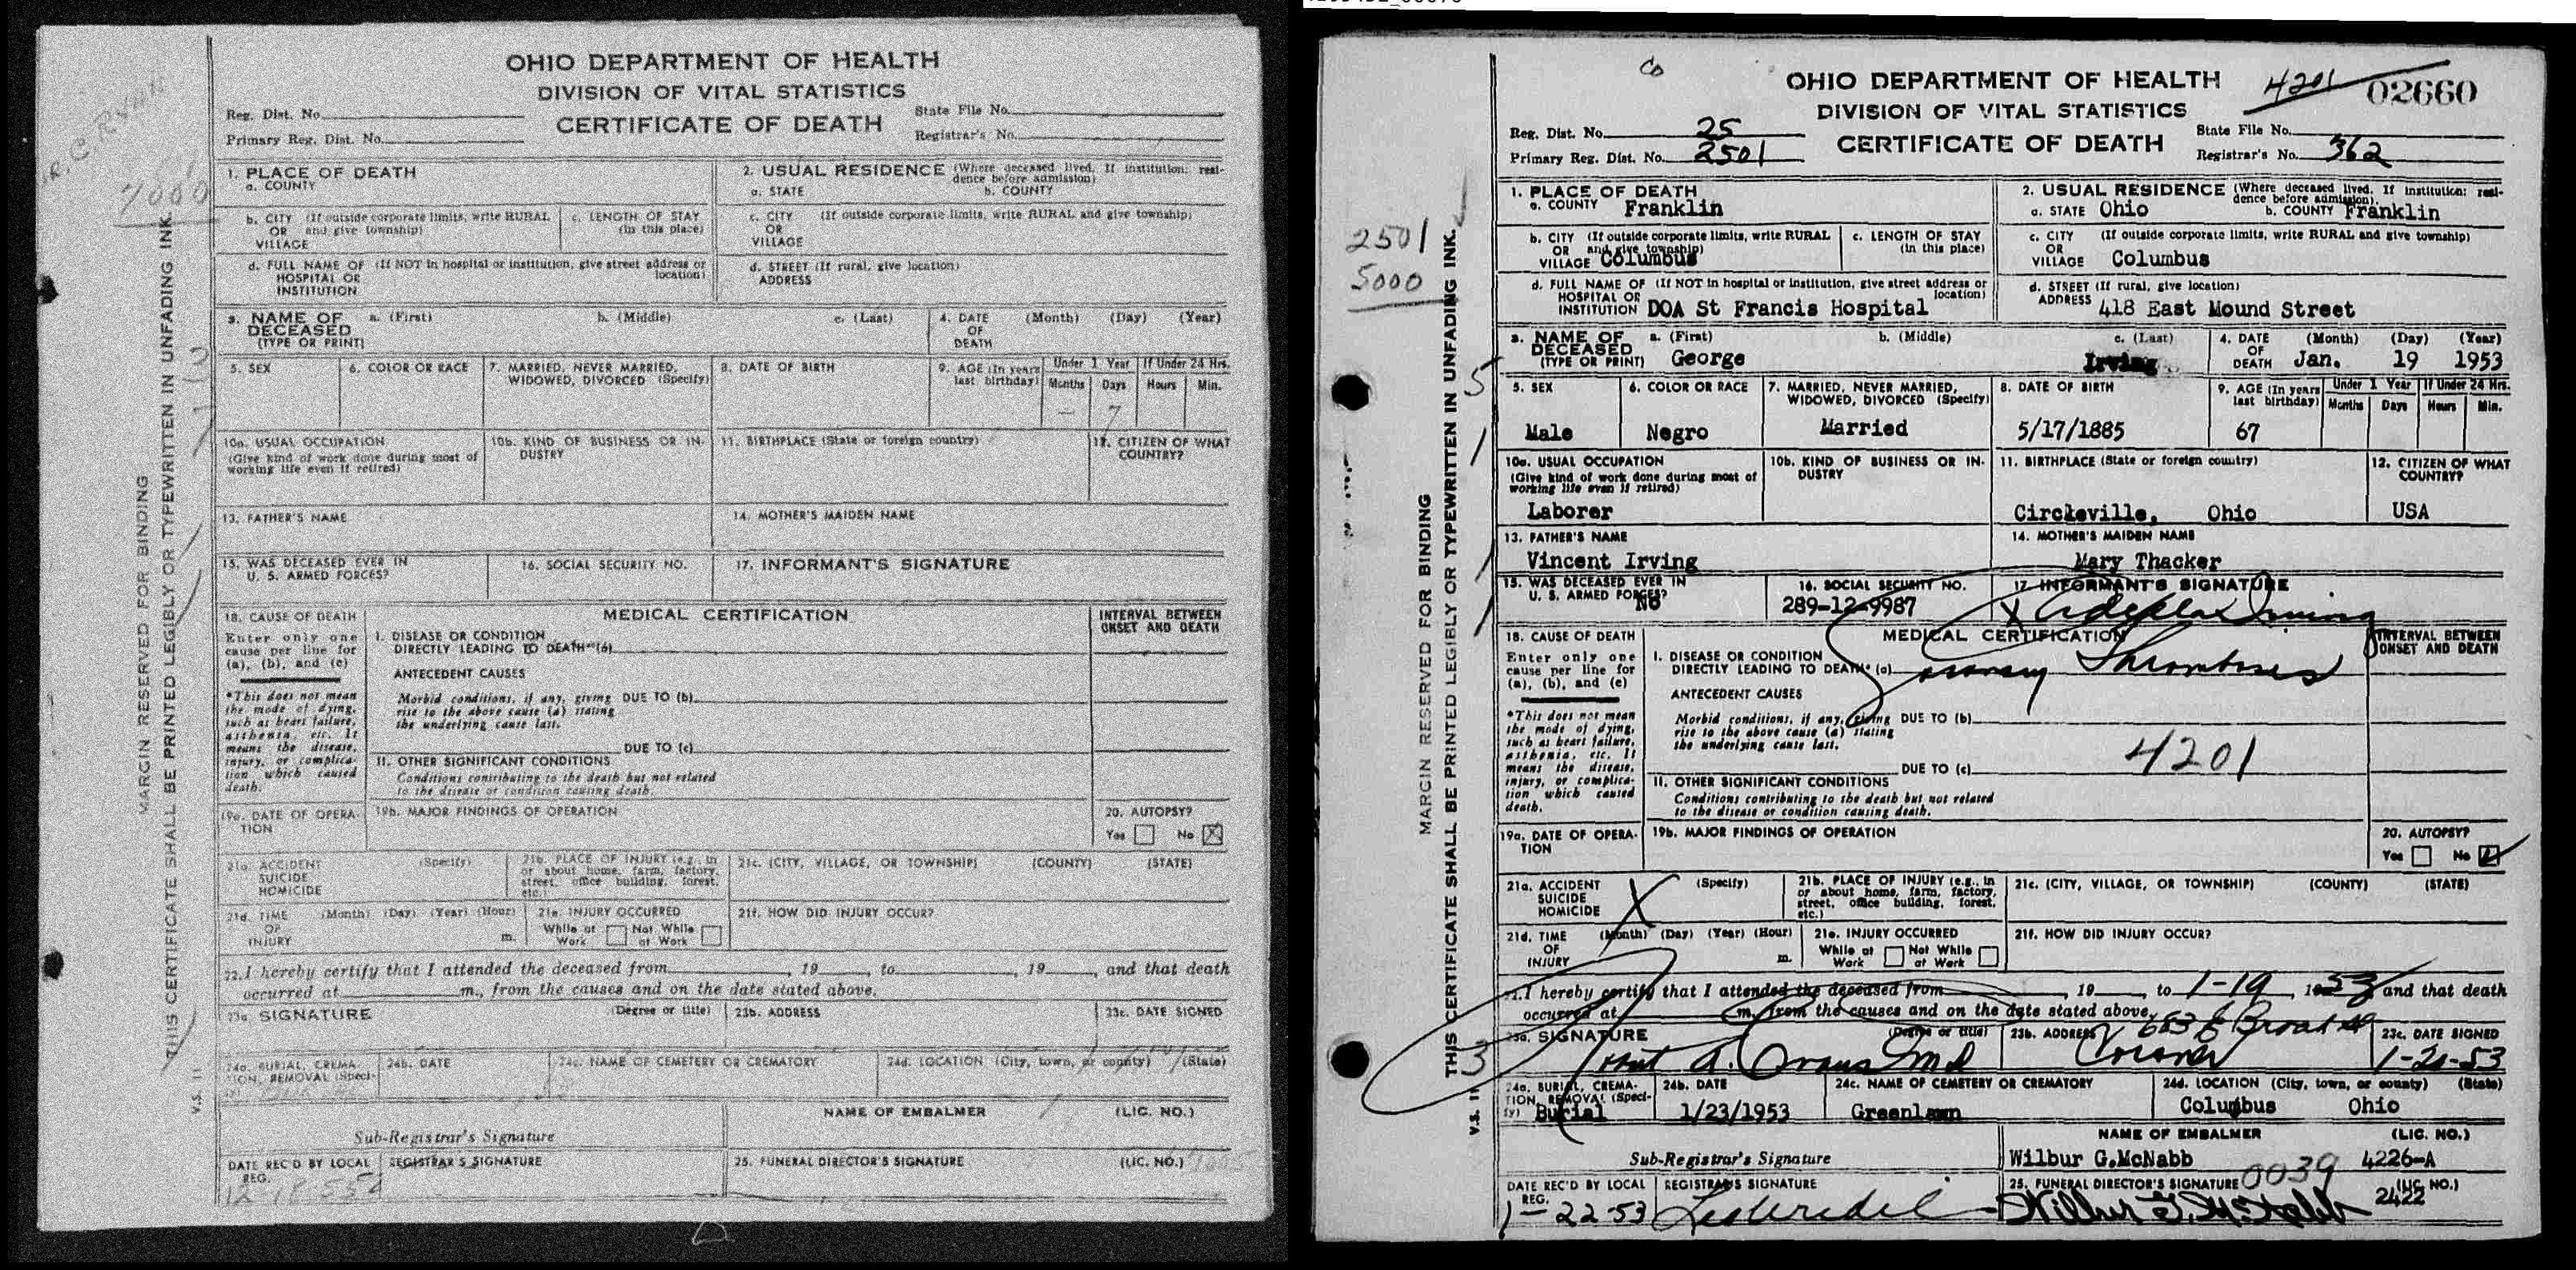 OHIO DEPARTMENT OF HEALTH
DIVISION OF VITAL STATISTICS
CERTIFICATE OF DEATH
Reg. Dist. No.
Primary Reg. Dist. No.
State File No.
Registrar's No.
7000
MARGIN RESERVED FOR BINDING
THIS CERTIFICATE SHALL BE PRINTED LEGIBLY OR TYPEWRITTEN IN UNFADING INK.
V.S. 11
1. PLACE OF DEATH
a. COUNTY
2. USUAL RESIDENCE (Where deceased lived. If institution: resi-
dence before admission)
a. STATE b. COUNTY
b. CITY (If outside corporate limits, write RURAL
OR and give township)
VILLAGE
c. LENGTH OF STAY
(in this place)
c. CITY (If outside corporate limits, write RURAL and give township)
OR
VILLAGE
d. FULL NAME OF (If NOT in hospital or institution, give street address or
HOSPITAL OR location)
INSTITUTION
d. STREET (If rural, give location)
ADDRESS
3. NAME OF a. (First) b. (Middle) c. (Last)
DECEASED
(TYPE OR PRINT)
4. DATE (Month) (Day) (Year)
OF
DEATH
5. SEX
6. COLOR OR RACE
7. MARRIED, NEVER MARRIED,
WIDOWED, DIVORCED (Specify)
8. DATE OF BIRTH
9. AGE (In years
last birthday)
Under 1 Year If Under 24 Hrs.
Months Days Hours Min.
7
10a. USUAL OCCUPATION
(Give kind of work done during most of
working life even if retired)
10b. KIND OF BUSINESS OR IN-
DUSTRY
11. BIRTHPLACE (State or foreign country)
12. CITIZEN OF WHAT
COUNTRY?
13. FATHER'S NAME
14. MOTHER'S MAIDEN NAME
15. WAS DECEASED EVER IN
U. S. ARMED FORCES?
16. SOCIAL SECURITY NO.
17. INFORMANT'S SIGNATURE
18. CAUSE OF DEATH
Enter only one
cause per line for
(a), (b), and (c)
*This does not mean
the mode of dying,
such as heart failure,
asthenia, etc. It
means the disease,
injury, or complica-
tion which caused
death.
MEDICAL CERTIFICATION
INTERVAL BETWEEN
ONSET AND DEATH
I. DISEASE OR CONDITION
DIRECTLY LEADING TO DEATH* (a)
ANTECEDENT CAUSES
Morbid conditions, if any, giving DUE TO (b)
rise to the above cause (a) stating
the underlying cause last.
DUE TO (c)
II. OTHER SIGNIFICANT CONDITIONS
Conditions contributing to the death but not related
to the disease or condition causing death.
19a. DATE OF OPERA-
TION
19b. MAJOR FINDINGS OF OPERATION
20. AUTOPSY?
Yes No X
21a. ACCIDENT (Specify)
SUICIDE
HOMICIDE
21b. PLACE OF INJURY (e.g., in
or about home, farm, factory,
street, office building, forest,
etc.)
21c. (CITY, VILLAGE, OR TOWNSHIP) (COUNTY) (STATE)
21d. TIME (Month) (Day) (Year) (Hour)
OF
INJURY m.
21e. INJURY OCCURRED
While at Not While
Work at Work
21f. HOW DID INJURY OCCUR?
22. I hereby certify that I attended the deceased from , 19 , to , 19 , and that death
occurred at m., from the causes and on the date stated above.
23a. SIGNATURE (Degree or title)
23b. ADDRESS
23c. DATE SIGNED
24a. BURIAL, CREMA-
TION, REMOVAL (Speci-
fy)
24b. DATE
24c. NAME OF CEMETERY OR CREMATORY
24d. LOCATION (City, town, or county) (State)
NAME OF EMBALMER (LIC. NO.)
Sub-Registrar's Signature
DATE REC'D BY LOCAL
REG.
REGISTRAR'S SIGNATURE
25. FUNERAL DIRECTOR'S SIGNATURE (LIC. NO.)
Co
OHIO DEPARTMENT OF HEALTH
DIVISION OF VITAL STATISTICS
CERTIFICATE OF DEATH
4201 02660
Reg. Dist. No. 25
Primary Reg. Dist. No. 2501
State File No.
Registrar's No. 362
2501
5000
MARGIN RESERVED FOR BINDING
THIS CERTIFICATE SHALL BE PRINTED LEGIBLY OR TYPEWRITTEN IN UNFADING INK.
V.S. 11
1. PLACE OF DEATH
a. COUNTY Franklin
2. USUAL RESIDENCE (Where deceased lived. If institution: resi-
dence before admission).
a. STATE Ohio b. COUNTY Franklin
b. CITY (If outside corporate limits, write RURAL
OR and give township)
VILLAGE Columbus
c. LENGTH OF STAY
(in this place)
c. CITY (If outside corporate limits, write RURAL and give township)
OR
VILLAGE Columbus
d. FULL NAME OF (If NOT in hospital or institution, give street address or
HOSPITAL OR location)
INSTITUTION DOA St Francis Hospital
d. STREET (If rural, give location)
ADDRESS 418 East Mound Street
3. NAME OF a. (First) b. (Middle) c. (Last)
DECEASED
(TYPE OR PRINT) George Irving
4. DATE (Month) (Day) (Year)
OF
DEATH Jan. 19 1953
5. SEX
Male
6. COLOR OR RACE
Negro
7. MARRIED, NEVER MARRIED,
WIDOWED, DIVORCED (Specify)
Married
8. DATE OF BIRTH
5/17/1885
9. AGE (In years
last birthday)
67
Under 1 Year If Under 24 Hrs.
Months Days Hours Min.
10a. USUAL OCCUPATION
(Give kind of work done during most of
working life even if retired)
Laborer
10b. KIND OF BUSINESS OR IN-
DUSTRY
11. BIRTHPLACE (State or foreign country)
Circleville, Ohio
12. CITIZEN OF WHAT
COUNTRY?
USA
13. FATHER'S NAME
Vincent Irving
14. MOTHER'S MAIDEN NAME
Mary Thacker
15. WAS DECEASED EVER IN
U. S. ARMED FORCES?
No
16. SOCIAL SECURITY NO.
289-12-9987
17. INFORMANT'S SIGNATURE
X Irving
18. CAUSE OF DEATH
Enter only one
cause per line for
(a), (b), and (c)
*This does not mean
the mode of dying,
such as heart failure,
asthenia, etc. It
means the disease,
injury, or complica-
tion which caused
death.
MEDICAL CERTIFICATION
INTERVAL BETWEEN
ONSET AND DEATH
I. DISEASE OR CONDITION
DIRECTLY LEADING TO DEATH* (a) Coronary Thrombosis
ANTECEDENT CAUSES
Morbid conditions, if any, giving DUE TO (b)
rise to the above cause (a) stating
the underlying cause last.
4201
DUE TO (c)
II. OTHER SIGNIFICANT CONDITIONS
Conditions contributing to the death but not related
to the disease or condition causing death.
19a. DATE OF OPERA-
TION
19b. MAJOR FINDINGS OF OPERATION
20. AUTOPSY?
Yes No
21a. ACCIDENT (Specify)
SUICIDE
HOMICIDE
X
21b. PLACE OF INJURY (e.g., in
or about home, farm, factory,
street, office building, forest,
etc.)
21c. (CITY, VILLAGE, OR TOWNSHIP) (COUNTY) (STATE)
21d. TIME (Month) (Day) (Year) (Hour)
OF
INJURY m.
21e. INJURY OCCURRED
While at Not While
Work at Work
21f. HOW DID INJURY OCCUR?
22. I hereby certify that I attended the deceased from , 19 , to 1-19, 1953 and that death
occurred at m., from the causes and on the date stated above.
23a. SIGNATURE (Degree or title)
A. Evans MD
23b. ADDRESS 683 E Broad St
Coroner
23c. DATE SIGNED
1-20-53
3
24a. BURIAL, CREMA-
TION, REMOVAL (Speci-
fy) Burial
24b. DATE
1/23/1953
24c. NAME OF CEMETERY OR CREMATORY
Greenlawn
24d. LOCATION (City, town, or county) (State)
Columbus Ohio
NAME OF EMBALMER (LIC. NO.)
Sub-Registrar's Signature
Wilbur G.McNabb 4226-A
0039
DATE REC'D BY LOCAL
REG.
1-22-53
REGISTRAR'S SIGNATURE
25. FUNERAL DIRECTOR'S SIGNATURE (LIC. NO.)
2422
Wilbur G. McNabb